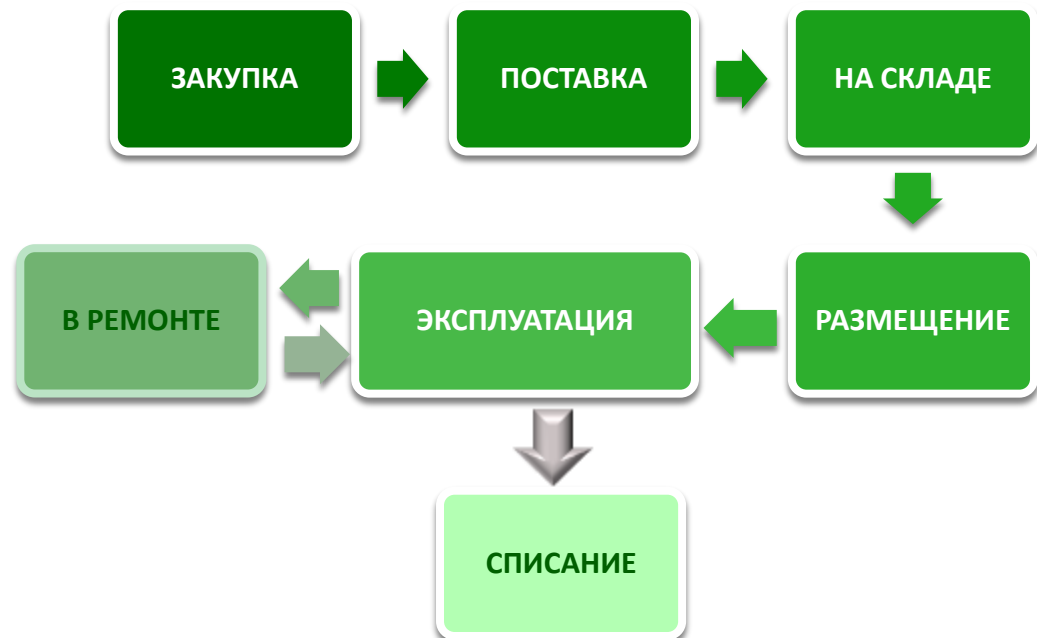 ЗАКУПКА
ПОСТАВКА
НА СКЛАДЕ
В РЕМОНТЕ
ЭКСПЛУАТАЦИЯ
РАЗМЕЩЕНИЕ
СПИСАНИЕ